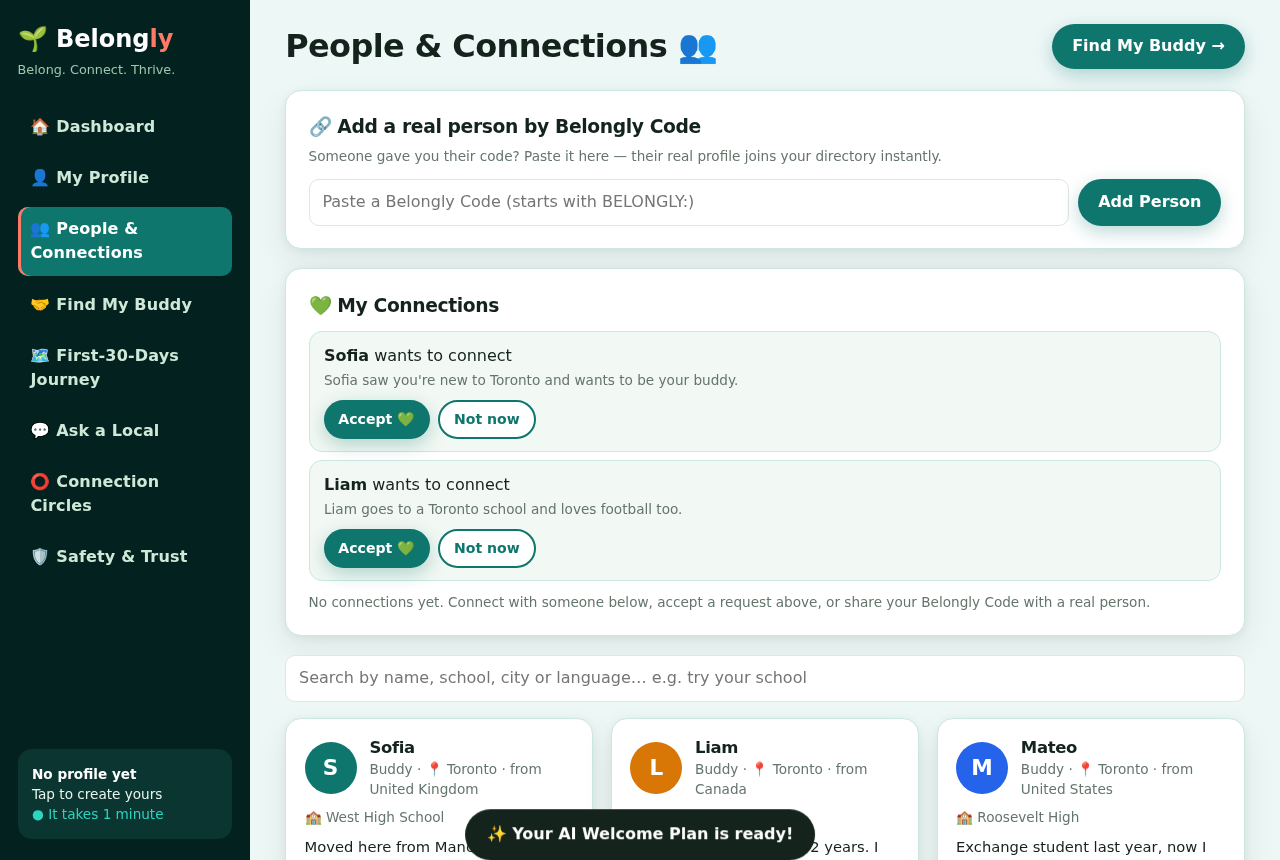 🌱 Belongly
Belong. Connect. Thrive.
🏠 Dashboard
👤 My Profile
👥 People &
Connections
🤝 Find My Buddy
🗺️ First-30-Days
Journey
💬 Ask a Local
⭕ Connection
Circles
🛡️ Safety & Trust
No profile yet
Tap to create yours
● It takes 1 minute
People & Connections 👥
Find My Buddy →
🔗 Add a real person by Belongly Code
Someone gave you their code? Paste it here — their real profile joins your directory instantly.
Paste a Belongly Code (starts with BELONGLY:)
Add Person
💚 My Connections
Sofia wants to connect
Sofia saw you're new to Toronto and wants to be your buddy.
Accept 💚
Not now
Liam wants to connect
Liam goes to a Toronto school and loves football too.
Accept 💚
Not now
No connections yet. Connect with someone below, accept a request above, or share your Belongly Code with a real person.
Search by name, school, city or language… e.g. try your school
S
Sofia
Buddy · 📍 Toronto · from
United Kingdom
🏫 West High School
Moved here from
L
Liam
Buddy · 📍 Toronto · from
Canada
2 years. I
M
Mateo
Buddy · 📍 Toronto · from
United States
🏫 Roosevelt High
Exchange student last year, now I
✨ Your AI Welcome Plan is ready!